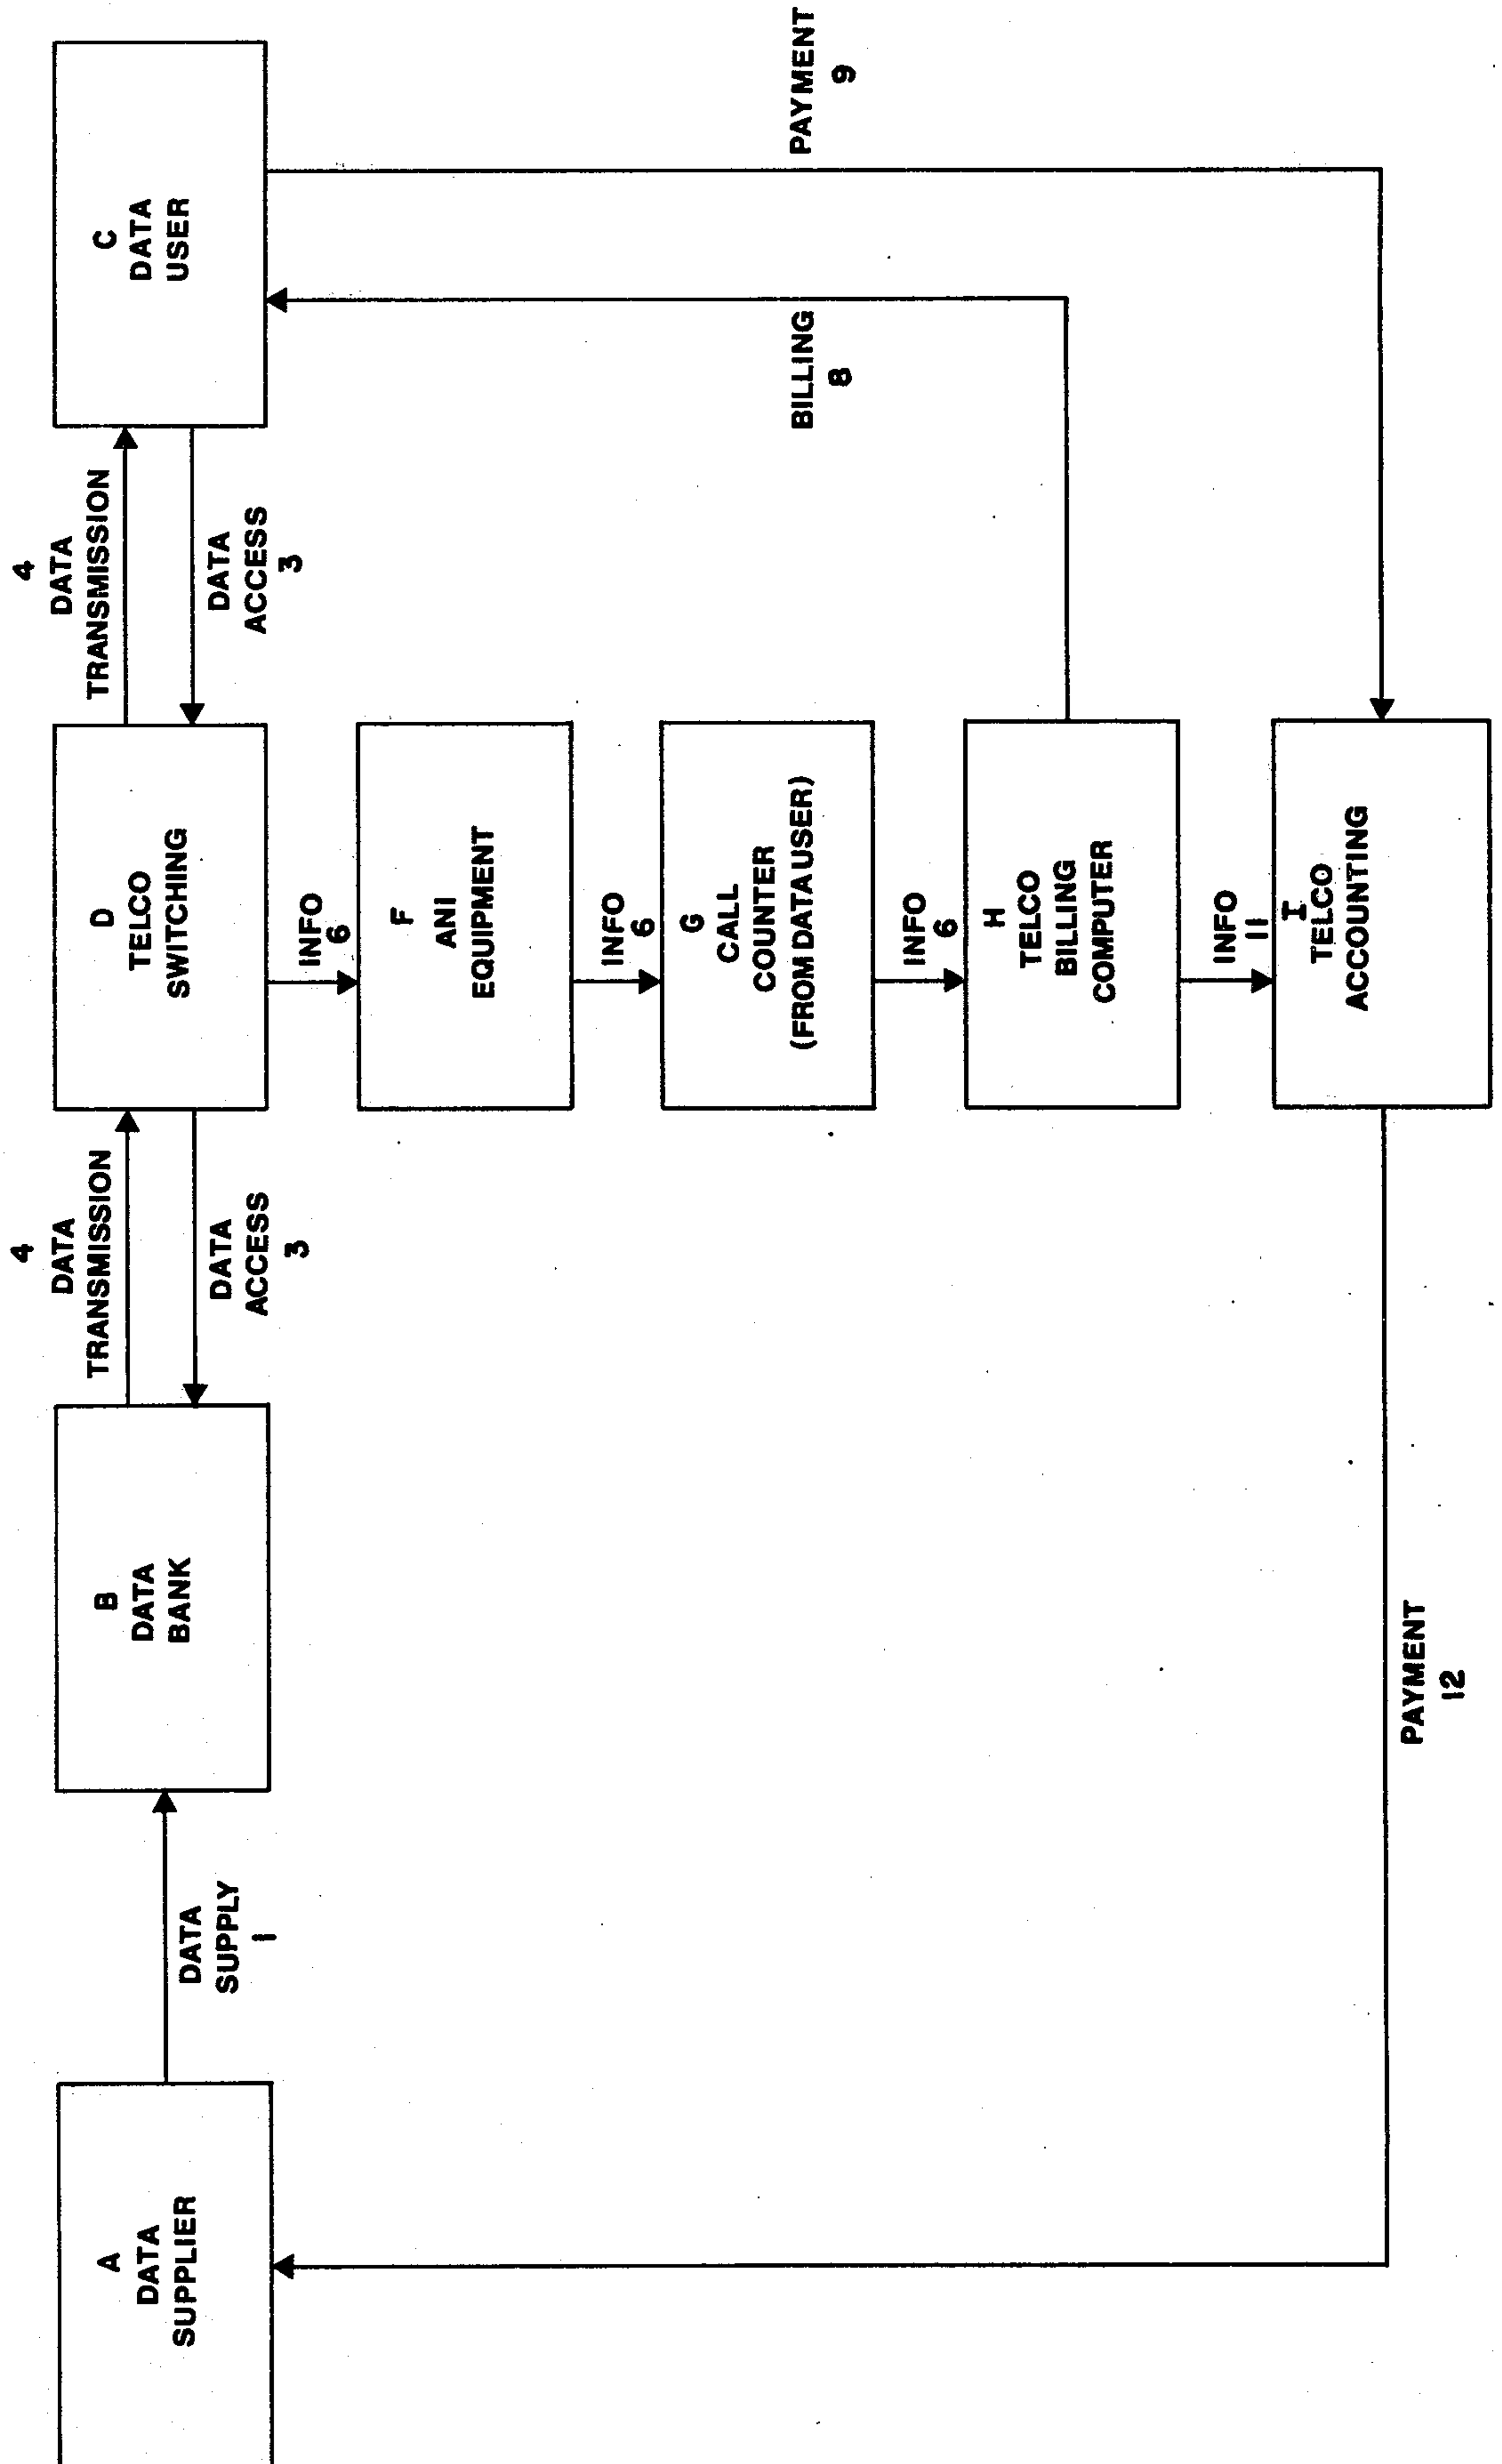 A
DATA
SUPPLIER
DATA
SUPPLY
1
B
DATA
BANK
4
DATA
TRANSMISSION
DATA
ACCESS
3
D
TELCO
SWITCHING
4
DATA
TRANSMISSION
DATA
ACCESS
3
C
DATA
USER
INFO
6
F
ANI
EQUIPMENT
INFO
6
G
CALL
COUNTER
(FROM DATA USER)
INFO
6
H
TELCO
BILLING
COMPUTER
BILLING
8
PAYMENT
9
INFO
11
I
TELCO
ACCOUNTING
PAYMENT
12